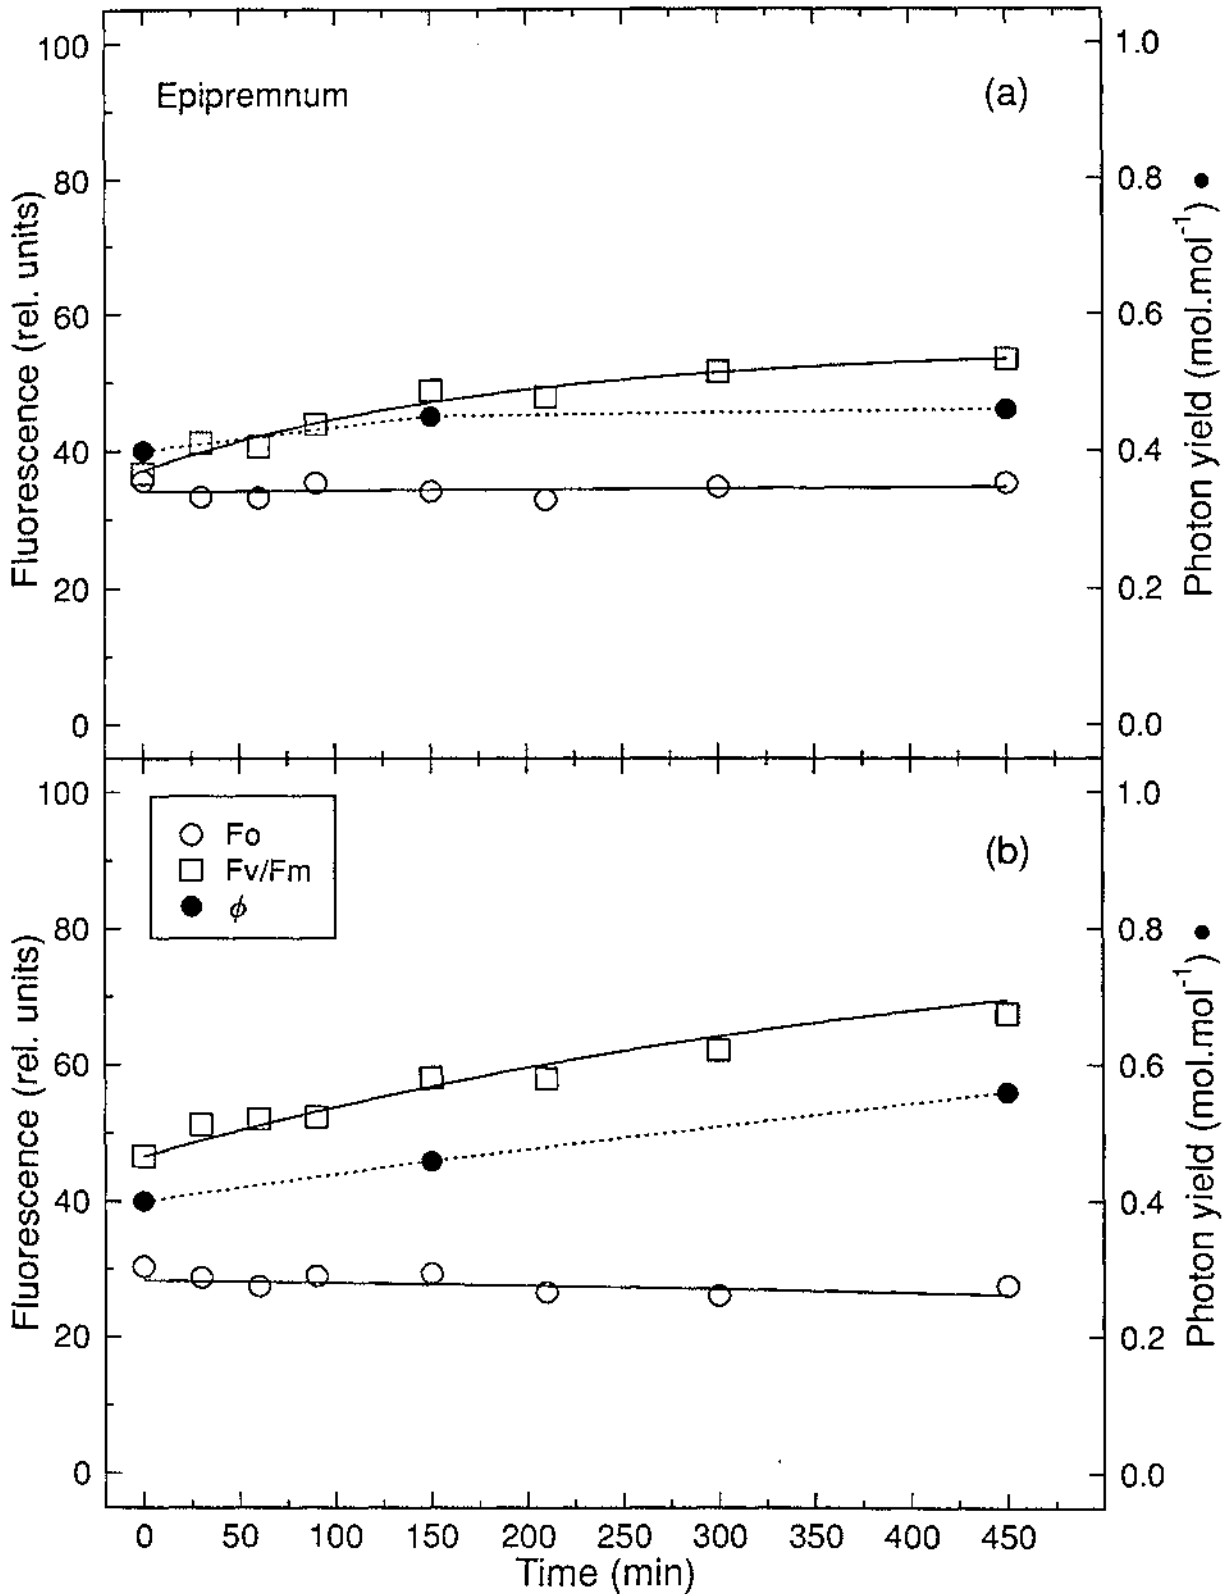 Epipremnum
(a)
100
80
60
40
20
0
Fluorescence (rel. units)
1.0
0.8
0.6
0.4
0.2
0.0
Photon yield (mol.mol⁻¹) ●
Fo
Fv/Fm
ϕ
(b)
100
80
60
40
20
0
Fluorescence (rel. units)
1.0
0.8
0.6
0.4
0.2
0.0
Photon yield (mol.mol⁻¹) ●
0 50 100 150 200 250 300 350 400 450
Time (min)